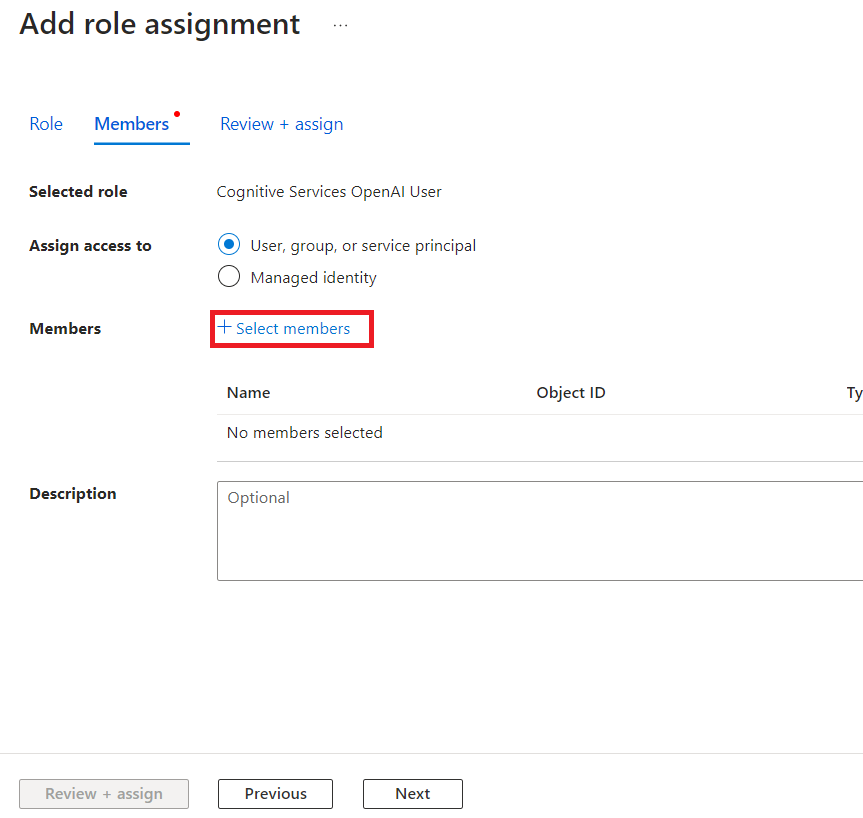 Add role assignment ...
Role Members Review + assign
Selected role Cognitive Services OpenAI User
Assign access to User, group, or service principal
Managed identity
Members + Select members
Name Object ID Ty
No members selected
Description Optional
Review + assign Previous Next